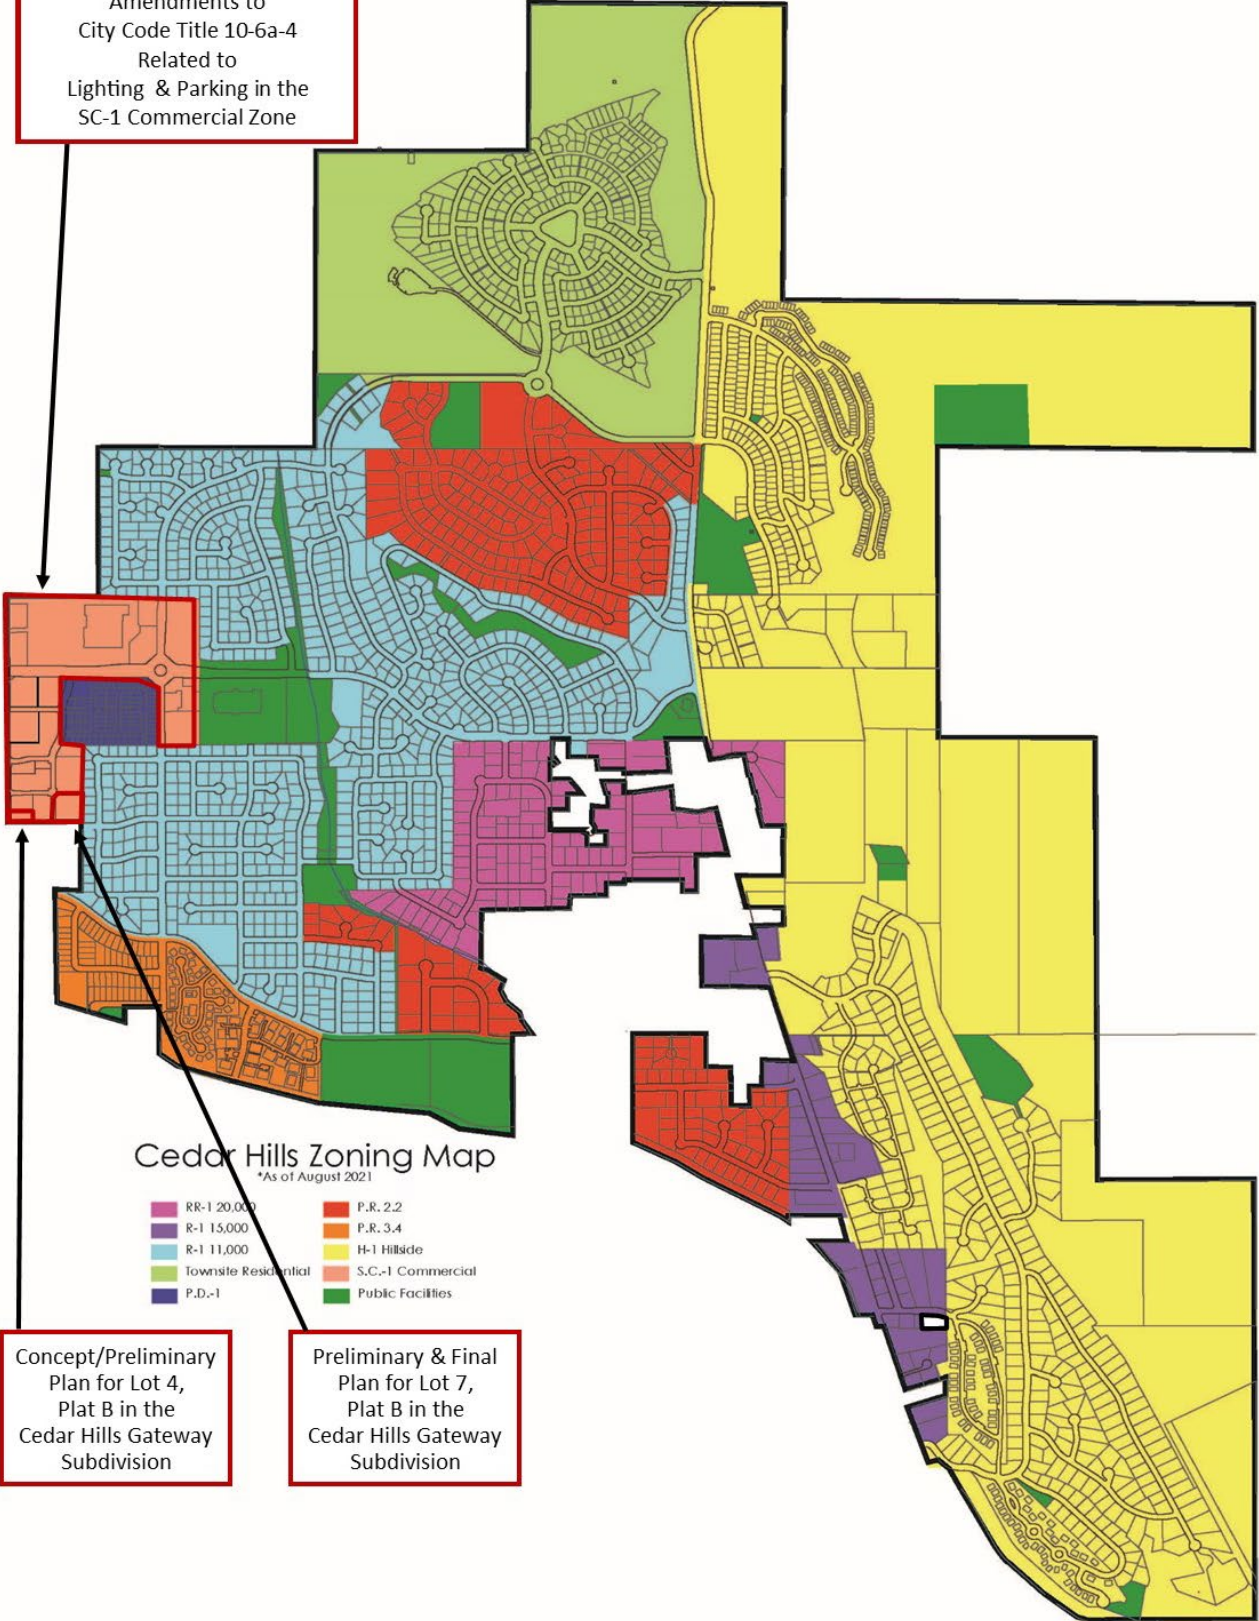 Amendments to
City Code Title 10-6a-4
Related to
Lighting & Parking in the
SC-1 Commercial Zone
Cedar Hills Zoning Map
*As of August 2021
RR-1 20,000
R-1 15,000
R-1 11,000
Townsite Residential
P.D.-1
P.R. 2.2
P.R. 3.4
H-1 Hillside
S.C.-1 Commercial
Public Facilities
Concept/Preliminary
Plan for Lot 4,
Plat B in the
Cedar Hills Gateway
Subdivision
Preliminary & Final
Plan for Lot 7,
Plat B in the
Cedar Hills Gateway
Subdivision